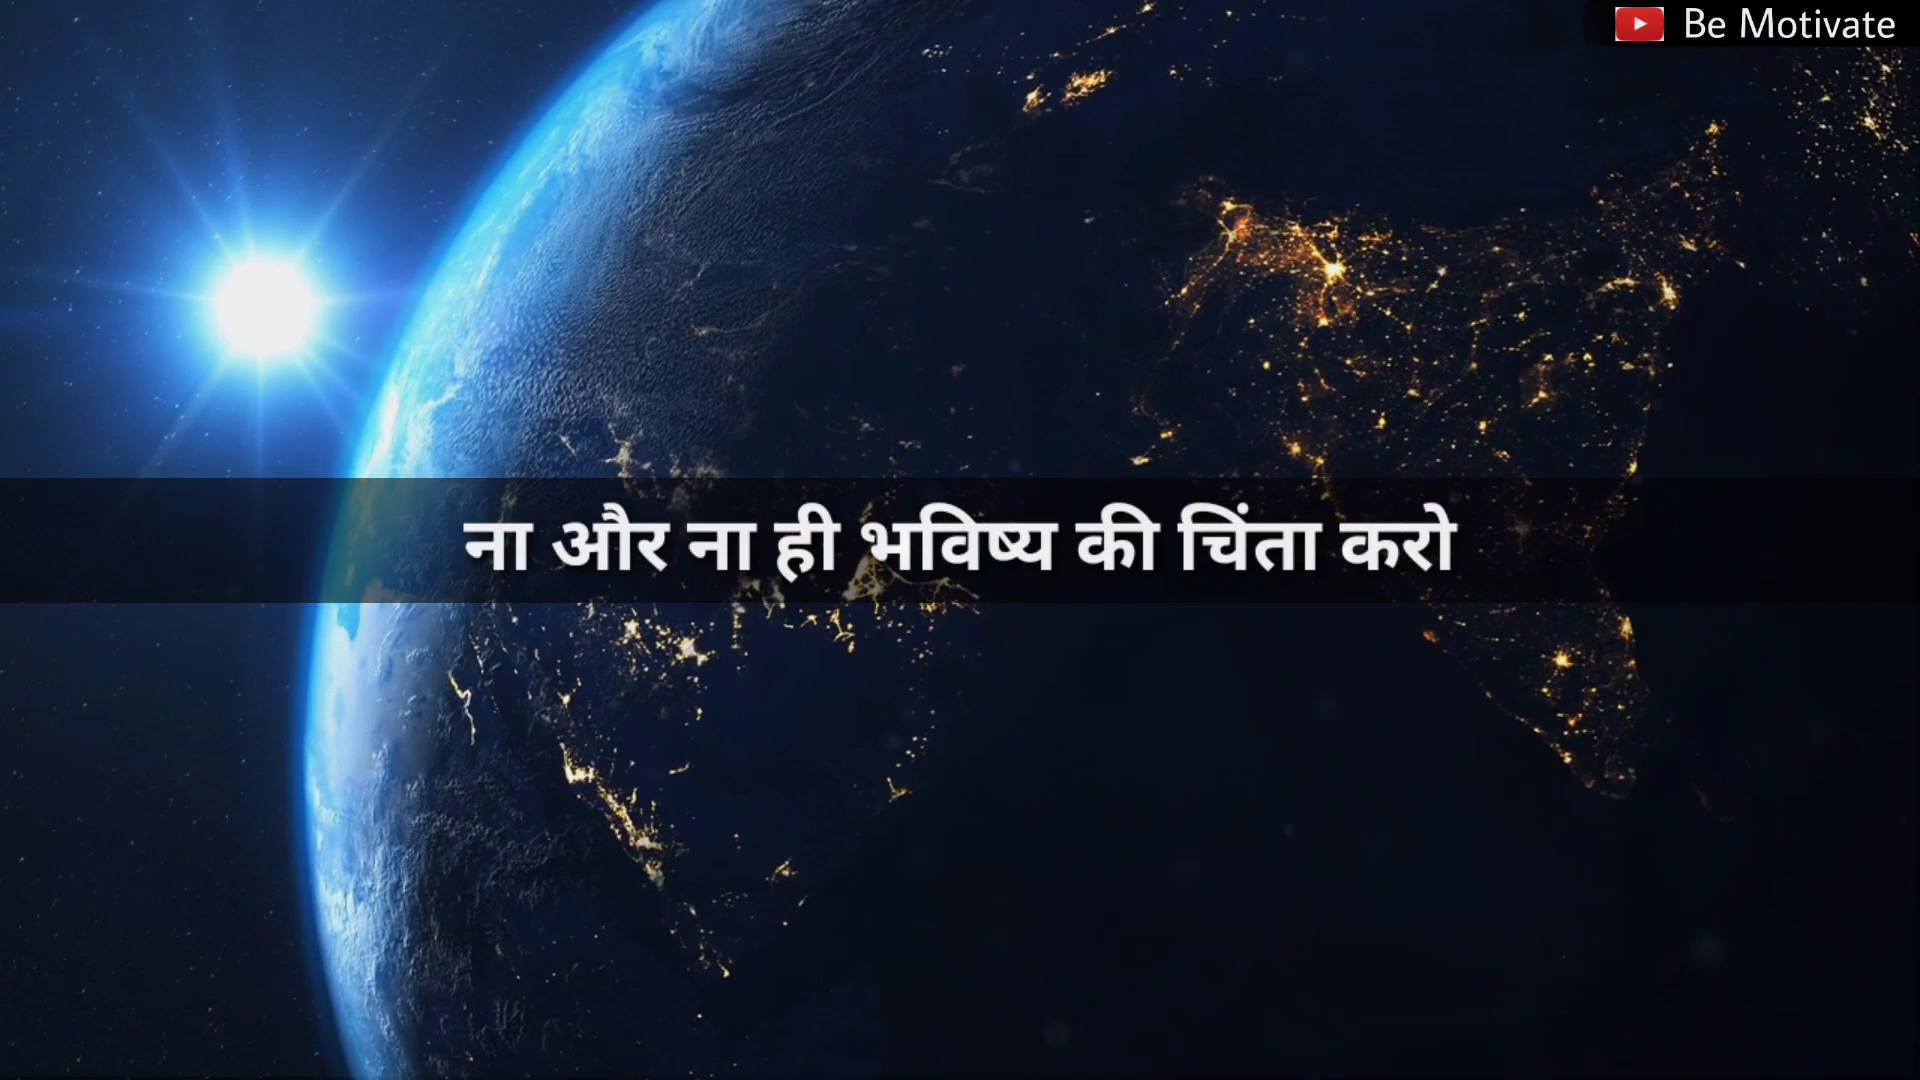 Be Motivate
ना और ना ही भविष्य की चिंता करो